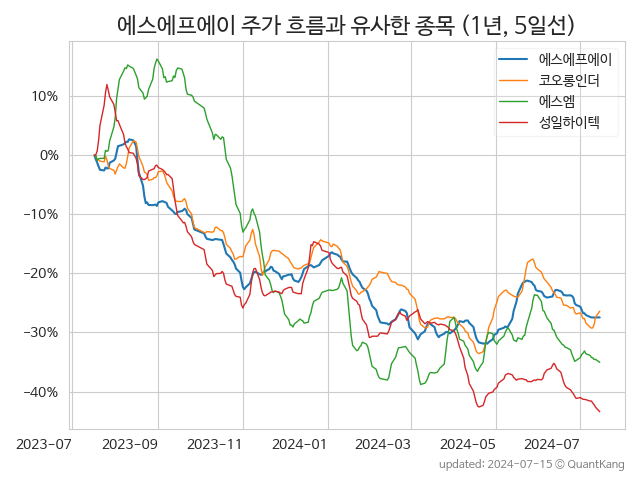 에스에프에이 주가 흐름과 유사한 종목 (1년, 5일선)
에스에프에이
코오롱인더
에스엠
성일하이텍
10%
0%
−10%
−20%
−30%
−40%
2023-07 2023-09 2023-11 2024-01 2024-03 2024-05 2024-07
updated: 2024-07-15 © QuantKang